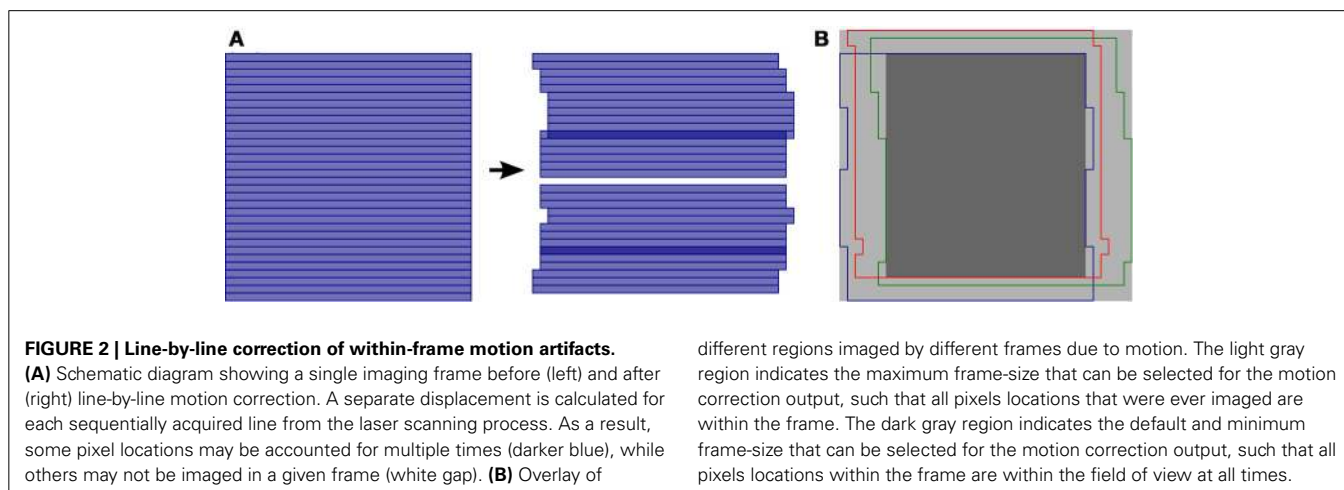 A
B
FIGURE 2 | Line-by-line correction of within-frame motion artifacts.
(A) Schematic diagram showing a single imaging frame before (left) and after
(right) line-by-line motion correction. A separate displacement is calculated for
each sequentially acquired line from the laser scanning process. As a result,
some pixel locations may be accounted for multiple times (darker blue), while
others may not be imaged in a given frame (white gap). (B) Overlay of
different regions imaged by different frames due to motion. The light gray
region indicates the maximum frame-size that can be selected for the motion
correction output, such that all pixels locations that were ever imaged are
within the frame. The dark gray region indicates the default and minimum
frame-size that can be selected for the motion correction output, such that all
pixels locations within the frame are within the field of view at all times.